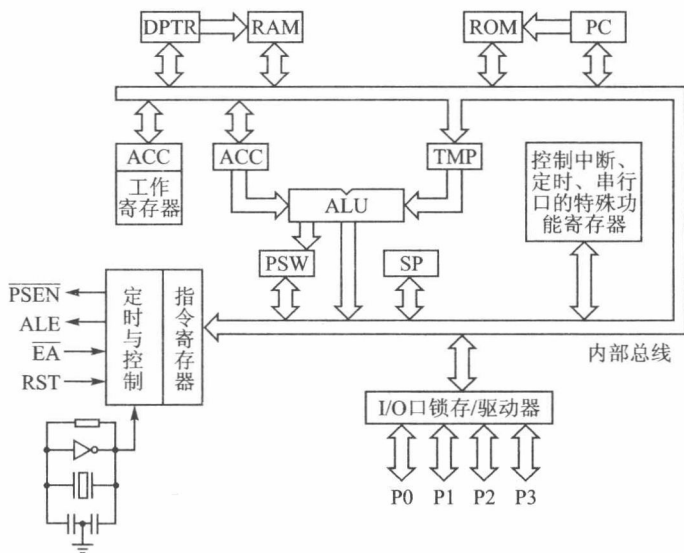 DPTR
RAM
ROM
PC
ACC
工作
寄存器
ACC
TMP
控制中断、
定时、串行
口的特殊功
能寄存器
ALU
PSW
SP
PSEN
ALE
EA
RST
定时与控制
指令寄存器
内部总线
I/O口锁存/驱动器
P0
P1
P2
P3